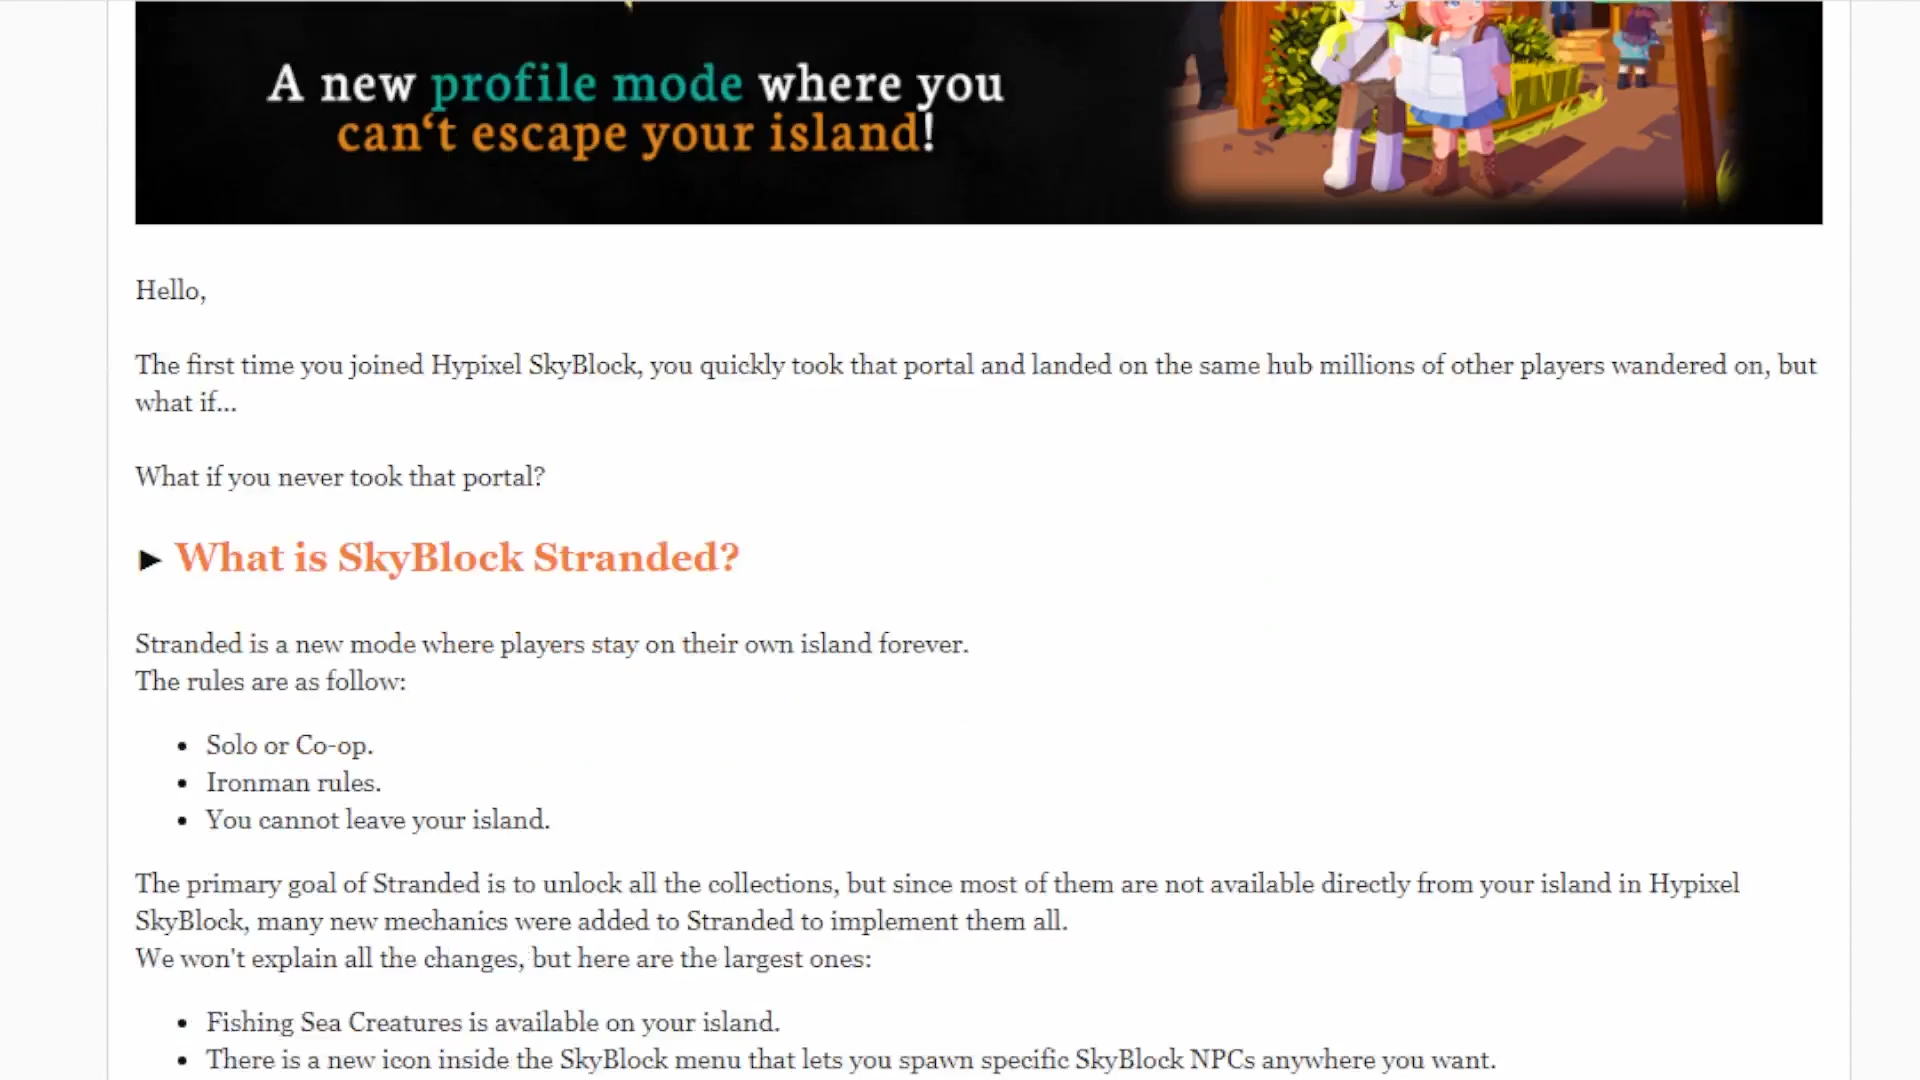 A new profile mode where you
can‘t escape your island!
Hello,
The first time you joined Hypixel SkyBlock, you quickly took that portal and landed on the same hub millions of other players wandered on, but
what if...
What if you never took that portal?
► What is SkyBlock Stranded?
Stranded is a new mode where players stay on their own island forever.
The rules are as follow:
• Solo or Co-op.
• Ironman rules.
• You cannot leave your island.
The primary goal of Stranded is to unlock all the collections, but since most of them are not available directly from your island in Hypixel
SkyBlock, many new mechanics were added to Stranded to implement them all.
We won't explain all the changes, but here are the largest ones:
• Fishing Sea Creatures is available on your island.
• There is a new icon inside the SkyBlock menu that lets you spawn specific SkyBlock NPCs anywhere you want.